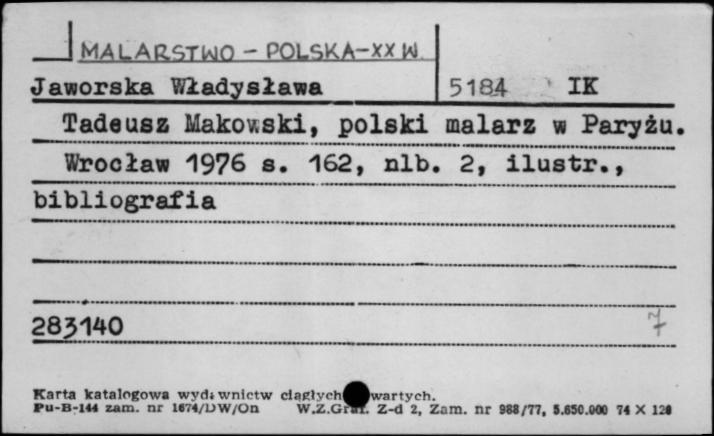 MALARSTWO - POLSKA - XX W.
Jaworska Władysława 5184 IK
Tadeusz Makowski, polski malarz w Paryżu.
Wrocław 1976 s. 162, nlb. 2, ilustr.,
bibliografia
283140 7
Karta katalogowa wydawnictw ciągłych wartych.
Pu-B-144 zam. nr 1674/DW/On W.Z.Graf. Z-d 2, Zam. nr 988/77, 5.650.000 74 X 120